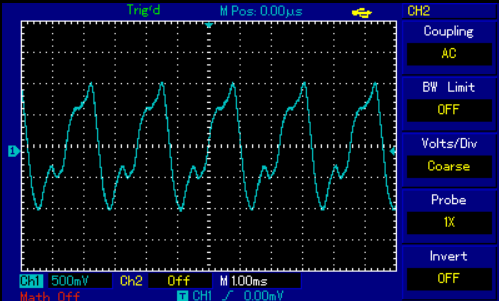 Trig'd M Pos: 0.00μs CH2
Coupling
AC
BW Limit
OFF
Volts/Div
Coarse
1
Probe
1X
Invert
OFF
Ch1 500mV Ch2 Off M 1.00ms
Math Off T CH1 / 0.00mV